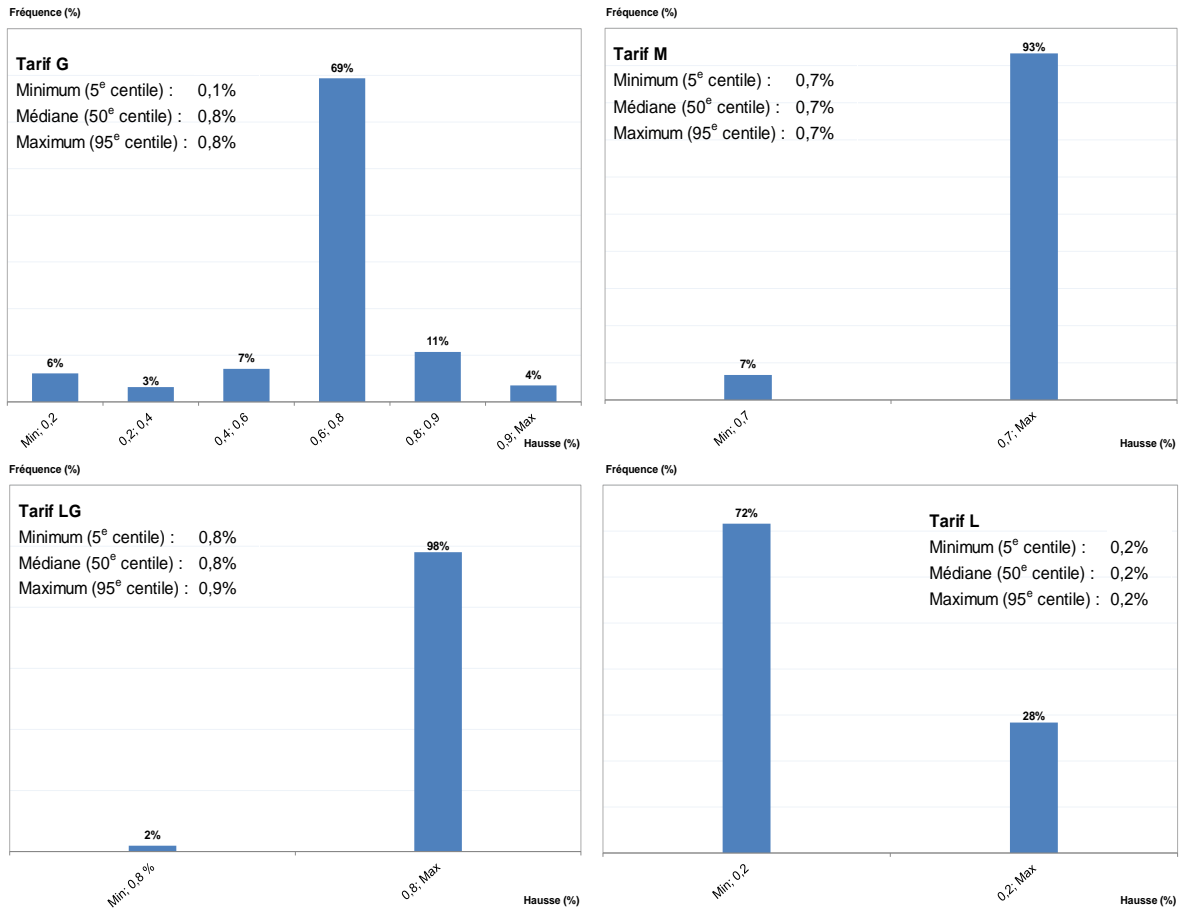 Fréquence (%)
Tarif G
Minimum (5e centile) : 0,1%
Médiane (50e centile) : 0,8%
Maximum (95e centile) : 0,8%
6%
3%
7%
69%
11%
4%
Min; 0,2
0,2; 0,4
0,4; 0,6
0,6; 0,8
0,8; 0,9
0,9; Max
Hausse (%)
Fréquence (%)
Tarif M
Minimum (5e centile) : 0,7%
Médiane (50e centile) : 0,7%
Maximum (95e centile) : 0,7%
7%
93%
Min; 0,7
0,7; Max
Hausse (%)
Fréquence (%)
Tarif LG
Minimum (5e centile) : 0,8%
Médiane (50e centile) : 0,8%
Maximum (95e centile) : 0,9%
2%
98%
Min; 0,8 %
0,8; Max
Hausse (%)
Fréquence (%)
Tarif L
Minimum (5e centile) : 0,2%
Médiane (50e centile) : 0,2%
Maximum (95e centile) : 0,2%
72%
28%
Min; 0,2
0,2; Max
Hausse (%)